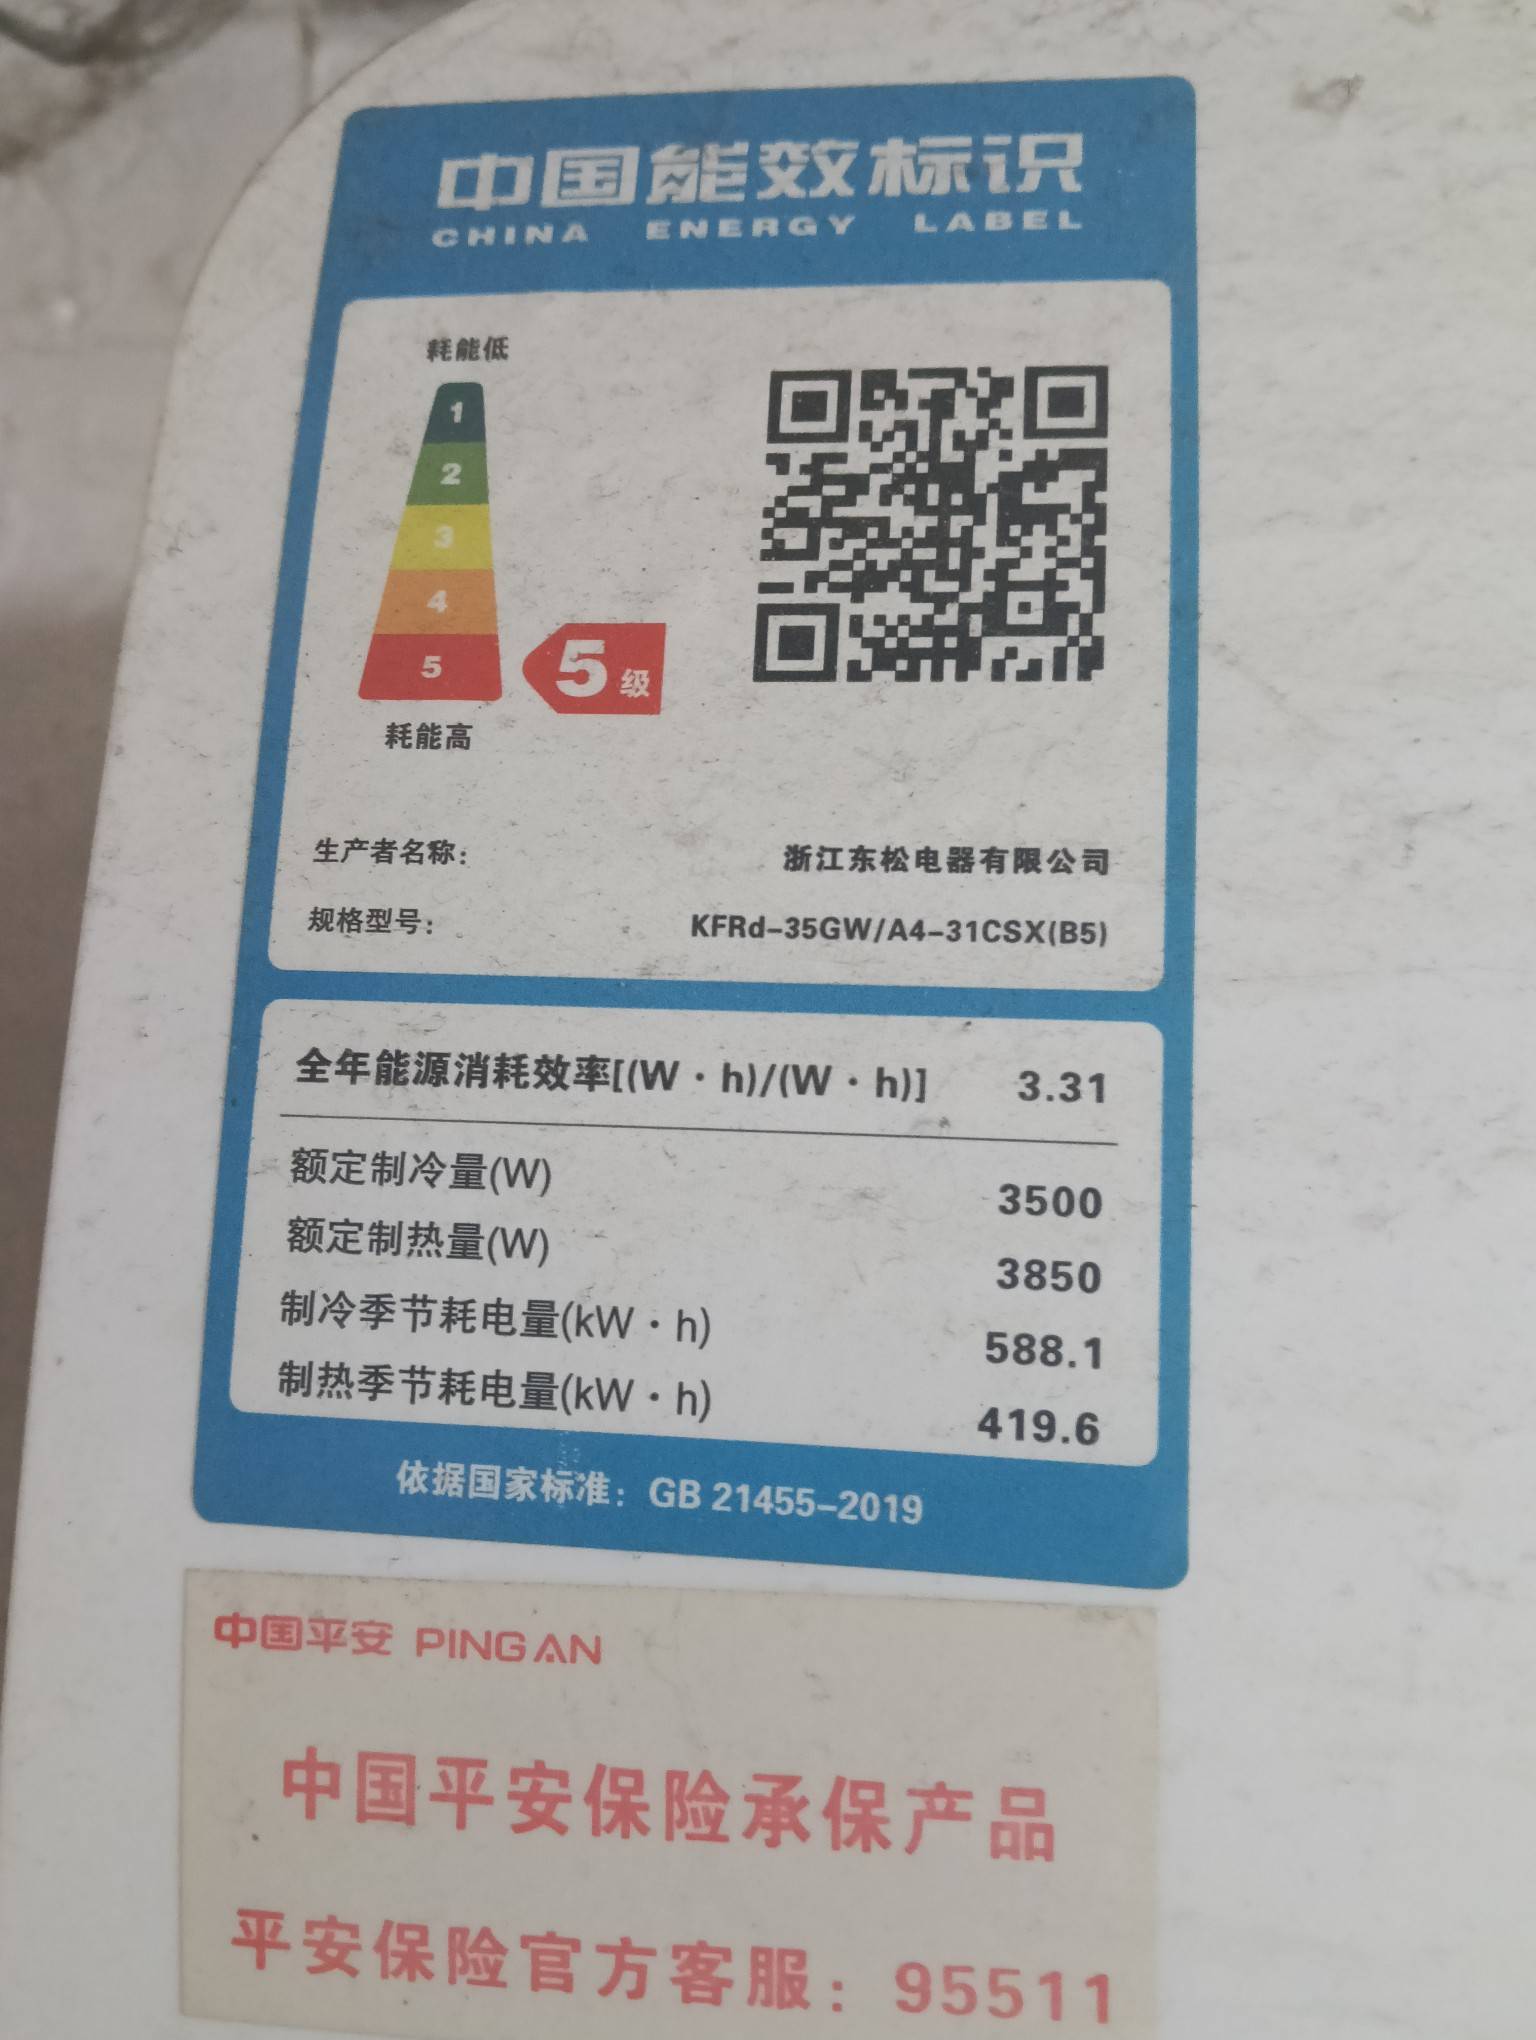 中国能效标识
CHINA ENERGY LABEL
耗能低
1
2
3
4
5
5级
耗能高
生产者名称: 浙江东松电器有限公司
规格型号: KFRd-35GW/A4-31CSX(B5)
全年能源消耗效率[(W·h)/(W·h)] 3.31
额定制冷量(W) 3500
额定制热量(W) 3850
制冷季节耗电量(kW·h) 588.1
制热季节耗电量(kW·h) 419.6
依据国家标准: GB 21455-2019
中国平安 PING AN
中国平安保险承保产品
平安保险官方客服: 95511